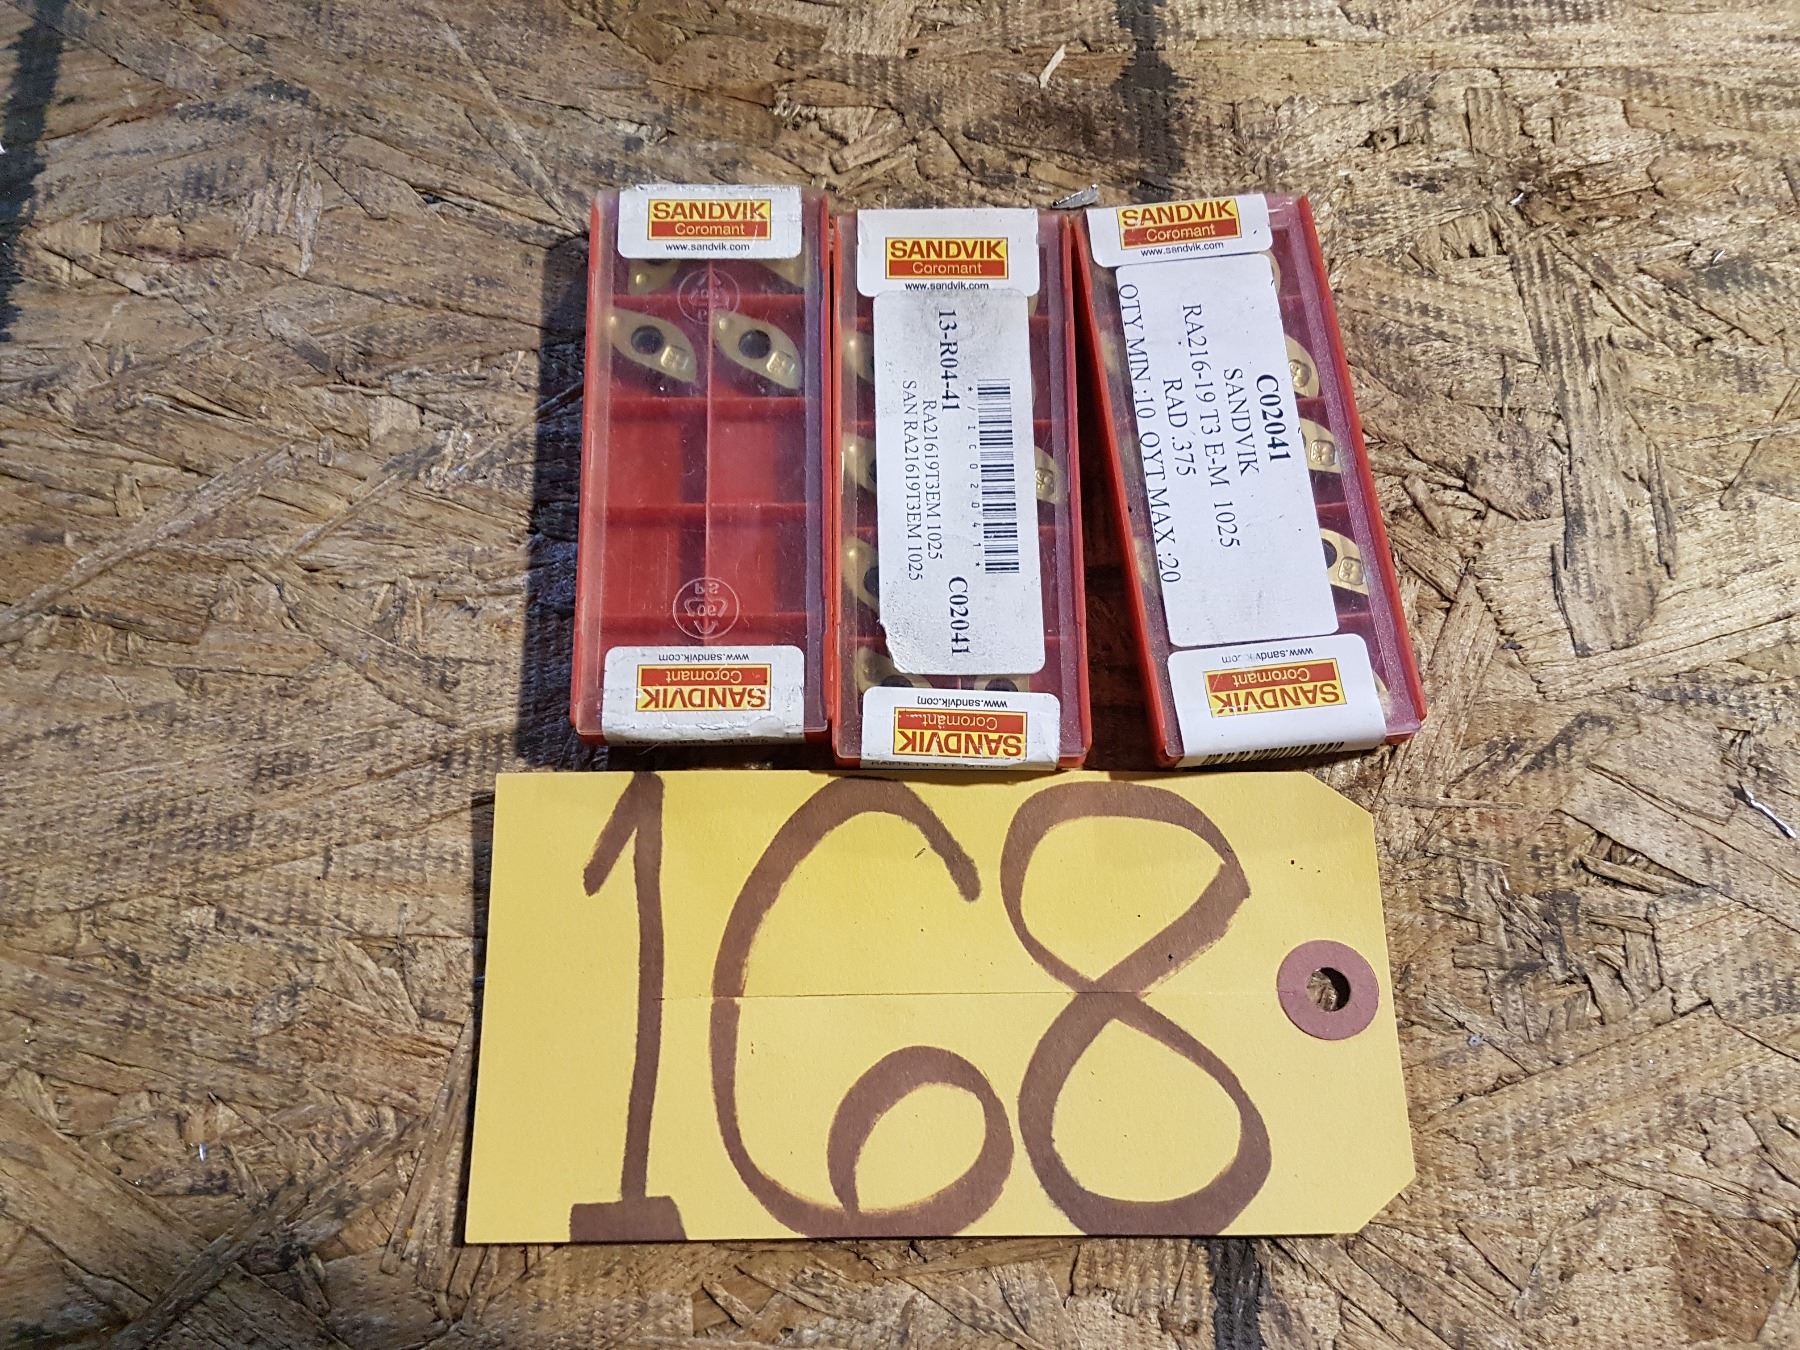 SANDVIK
Coromant
www.sandvik.com
www.sandvik.com
Coromant
SANDVIK
SANDVIK
Coromant
www.sandvik.com
13-R04-41
*/1C02041*
RA21619T3EM 1025
SAN RA21619T3EM 1025
C02041
www.sandvik.com
Coromant
SANDVIK
SANDVIK
Coromant
www.sandvik.com
C02041
SANDVIK
RA216-19 T3 E-M 1025
RAD .375
QTY MIN :10 QYT MAX :20
www.sandvik.com
Coromant
SANDVIK
168